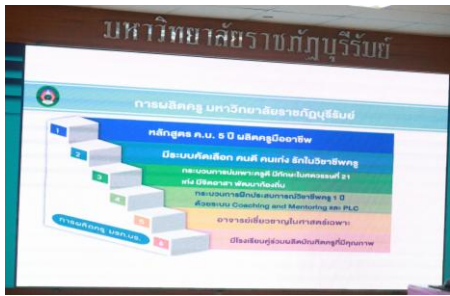 มหาวิทยาลัยราชภัฏบุรีรัมย์
การผลิตครู มหาวิทยาลัยราชภัฏบุรีรัมย์
1 หลักสูตร ค.บ. 5 ปี ผลิตครูมืออาชีพ
2 มีระบบคัดเลือก คนดี คนเก่ง รักในวิชาชีพครู
3 กระบวนการบ่มเพาะครูดี มีทักษะในศตวรรษที่ 21
เก่ง มีจิตอาสา พัฒนาท้องถิ่น
4 กระบวนการฝึกประสบการณ์วิชาชีพครู 1 ปี
ด้วยระบบ Coaching and Mentoring และ PLC
5 อาจารย์เชี่ยวชาญในศาสตร์เฉพาะ
6 มีโรงเรียนคู่ร่วมผลิตบัณฑิตครูที่มีคุณภาพ
การผลิตครู มรภ.บร.